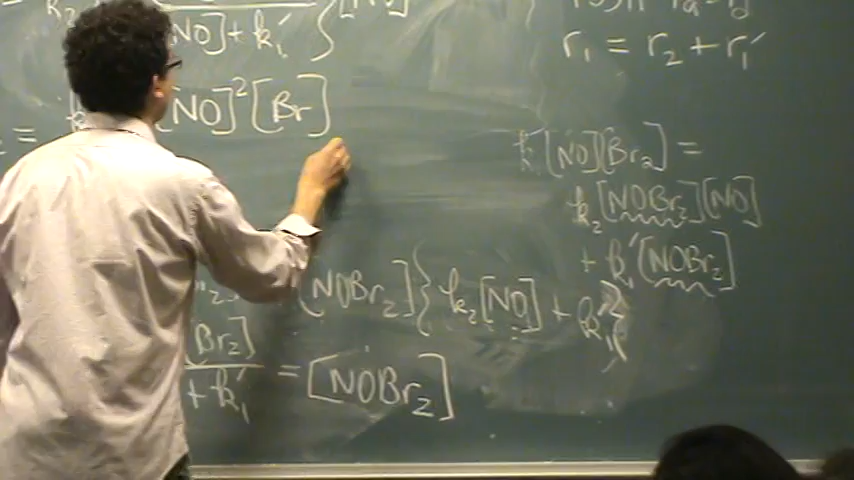 [NO] + k₁'
[NO]²[Br]
=
[NOBr₂]{k₂[NO] + k₁'}
Br₂]
+ k₁' = [NOBr₂]
r₁ = r₂ + r₁'
k₁[NO][Br₂] =
k₂[NOBr₂][NO]
+ k₁'[NOBr₂]